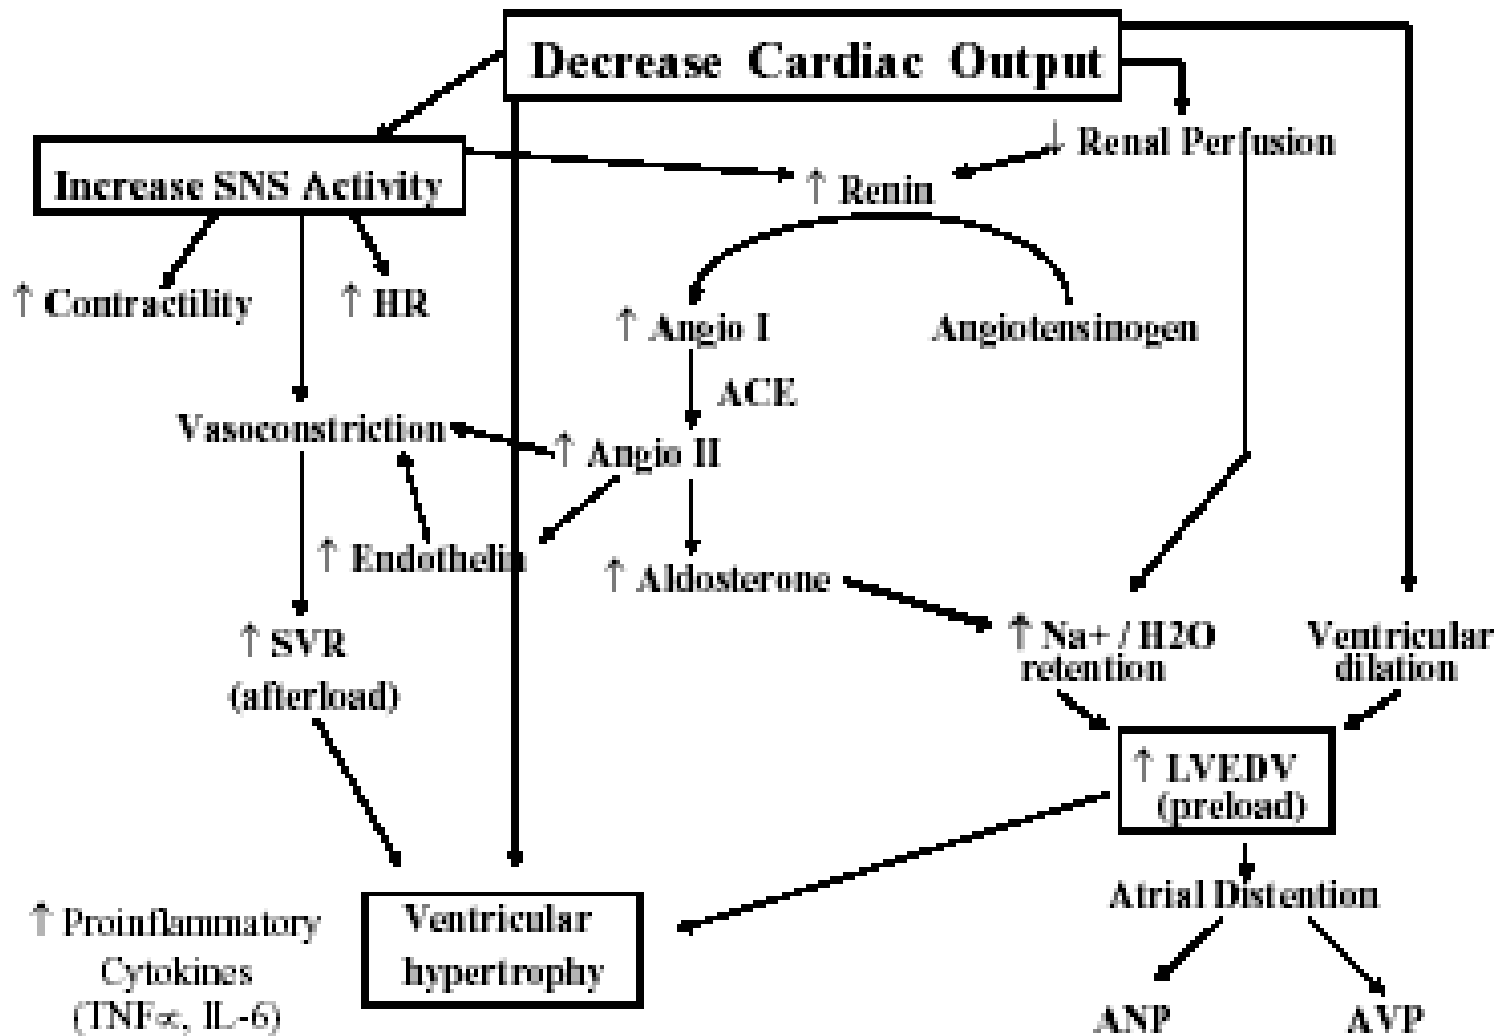 Decrease Cardiac Output
↓ Renal Perfusion
Increase SNS Activity
↑ Renin
↑ Contractility
↑ HR
↑ Angio I
Angiotensinogen
ACE
Vasoconstriction
↑ Angio II
↑ Endothelin
↑ Aldosterone
↑ SVR
(afterload)
↑ Na+ / H2O
retention
Ventricular
dilation
↑ LVEDV
(preload)
Atrial Distention
↑ Proinflammatory
Cytokines
(TNF∝, IL-6)
Ventricular
hypertrophy
ANP
AVP